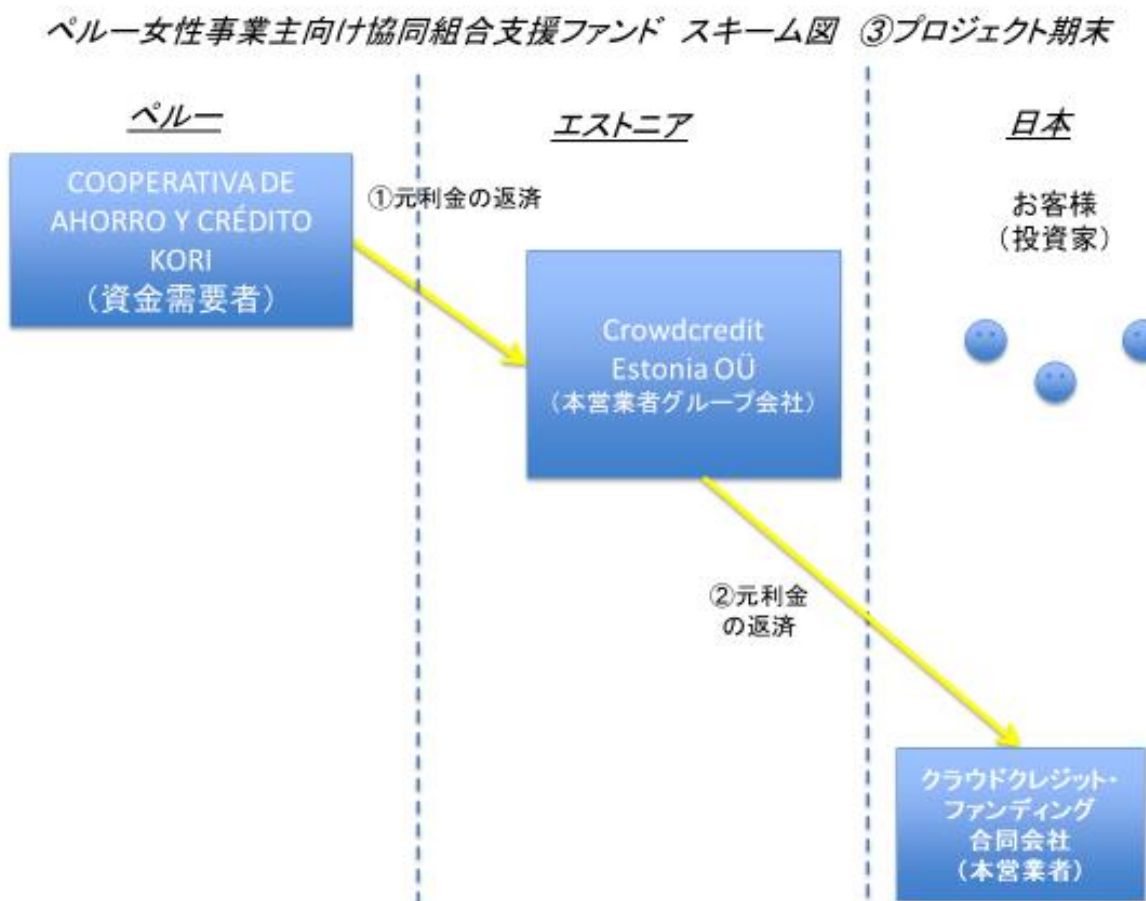 ペルー女性事業主向け協同組合支援ファンド スキーム図 ③プロジェクト期末
ペルー
エストニア
日本
COOPERATIVA DE
AHORRO Y CRÉDITO
KORI
（資金需要者）
①元利金の返済
Crowdcredit
Estonia OÜ
（本営業者グループ会社）
お客様
（投資家）
②元利金
の返済
クラウドクレジット・
ファンディング
合同会社
（本営業者）